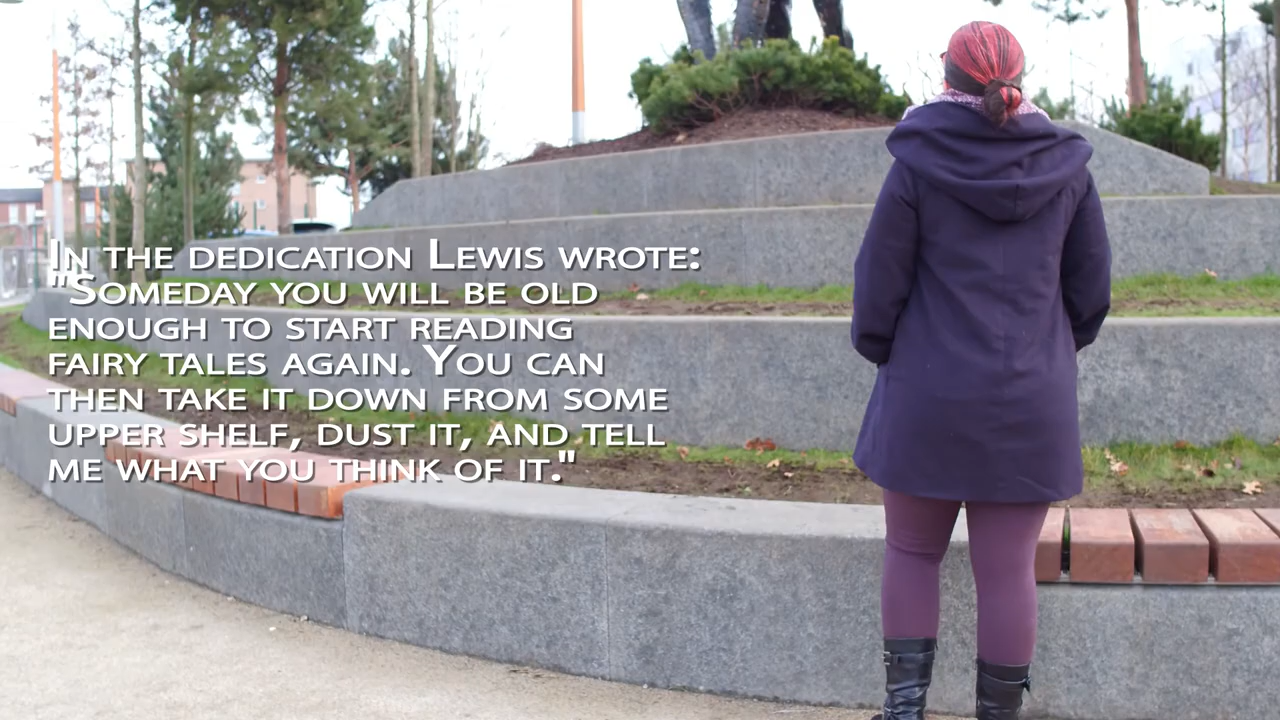 In the dedication Lewis wrote:
"Someday you will be old
enough to start reading
fairy tales again. You can
then take it down from some
upper shelf, dust it, and tell
me what you think of it."